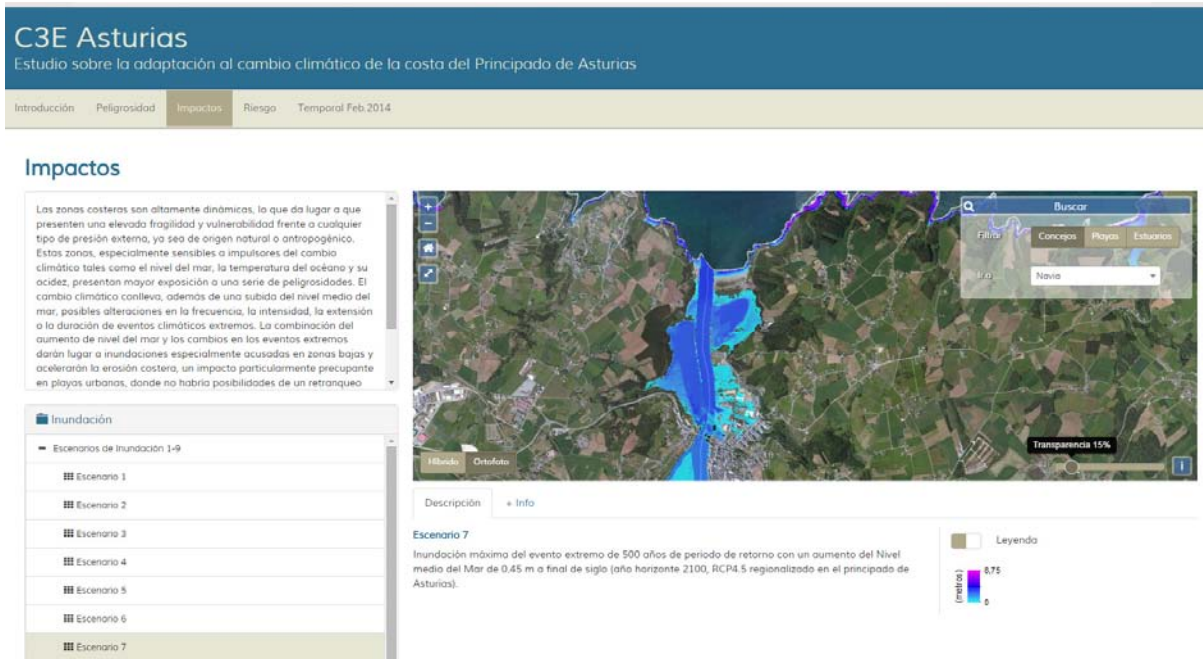 C3E Asturias
Estudio sobre la adaptación al cambio climático de la costa del Principado de Asturias
Introducción Peligrosidad Impactos Riesgo Temporal Feb.2014
Impactos
Las zonas costeras son altamente dinámicas, lo que da lugar a que
presenten una elevada fragilidad y vulnerabilidad frente a cualquier
tipo de presión externa, ya sea de origen natural o antropogénico.
Estas zonas, especialmente sensibles a impulsores del cambio
climático tales como el nivel del mar, la temperatura del océano y su
acidez, presentan mayor exposición a una serie de peligrosidades. El
cambio climático conlleva, además de una subida del nivel medio del
mar, posibles alteraciones en la frecuencia, la intensidad, la extensión
o la duración de eventos climáticos extremos. La combinación del
aumento de nivel del mar y los cambios en los eventos extremos
darán lugar a inundaciones especialmente acusadas en zonas bajas y
acelerarán la erosión costera, un impacto particularmente precupante
en playas urbanas, donde no habría posibilidades de un retranqueo
Inundación
Escenarios de Inundación 1-9
Escenario 1
Escenario 2
Escenario 3
Escenario 4
Escenario 5
Escenario 6
Escenario 7
Buscar
Filtrar Concejos Playas Estuarios
Ir a Navia
Transparencia 15%
Híbrido Ortofoto
Descripción + Info
Escenario 7
Inundación máxima del evento extremo de 500 años de periodo de retorno con un aumento del Nivel
medio del Mar de 0,45 m a final de siglo (año horizonte 2100, RCP4.5 regionalizado en el principado de
Asturias).
Leyenda
(metros)
8,75
0